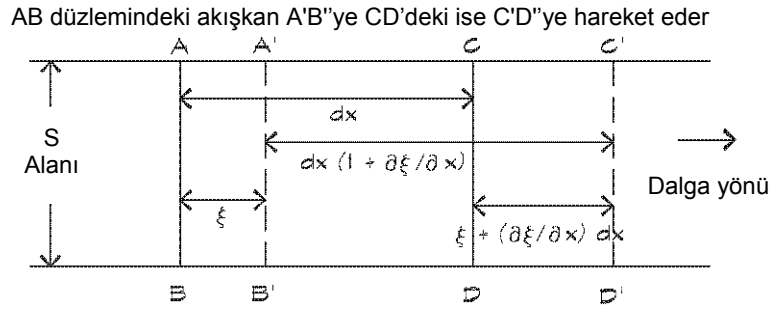 AB düzlemindeki akışkan A'B''ye CD'deki ise C'D''ye hareket eder
A A' C C'
dx
S
Alanı
dx (1 + ∂ξ/∂x)
Dalga yönü
ξ
ξ + (∂ξ/∂x) dx
B B' D D'